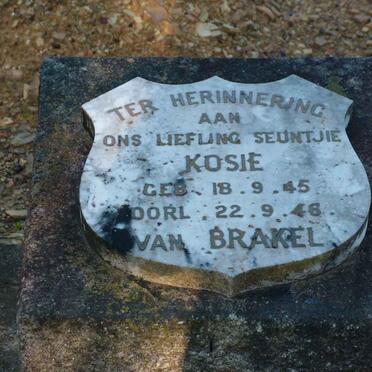 TER HERINNERING
AAN
ONS LIEFLING SEUNTJIE
KOSIE
GEB 18.9.45
OORL. 22.9.46
VAN BRAKEL